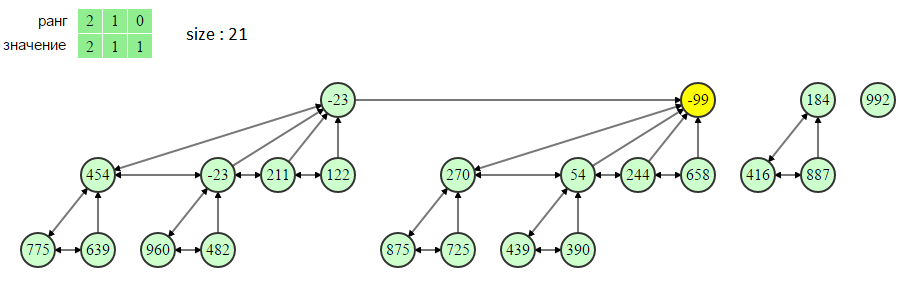 ранг 2 1 0
значение 2 1 1
size : 21
-23 -99 184 992
454 -23 211 122 270 54 244 658 416 887
775 639 960 482 875 725 439 390